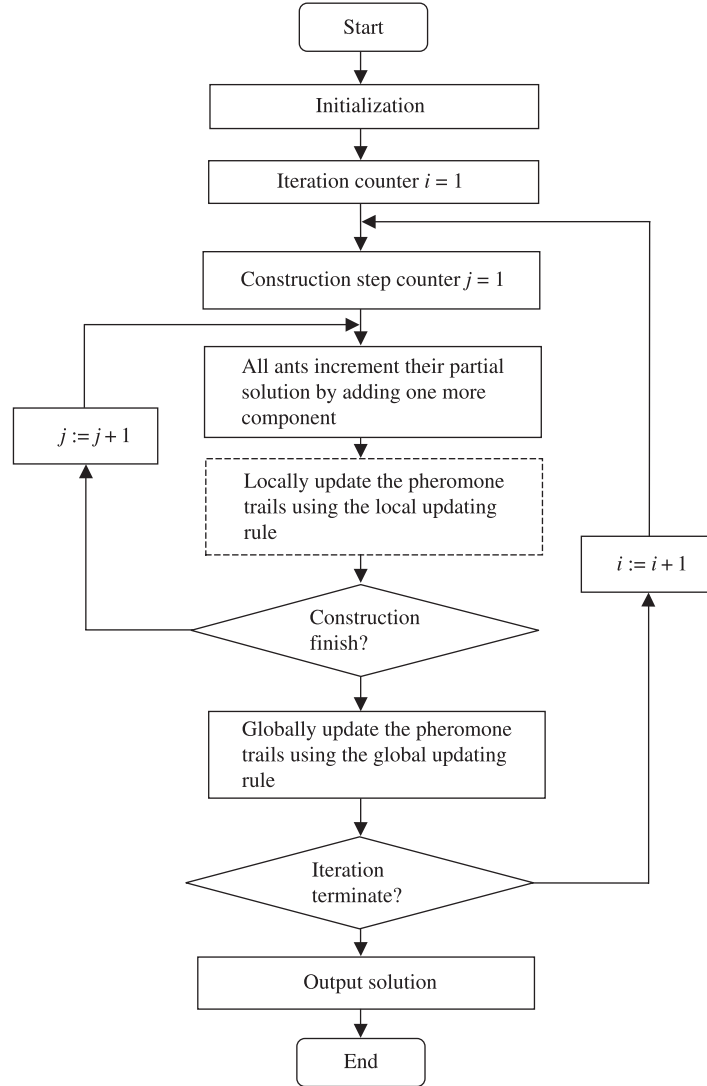 Start
Initialization
Iteration counter i = 1
Construction step counter j = 1
All ants increment their partial
solution by adding one more
component
j := j + 1
Locally update the pheromone
trails using the local updating
rule
i := i + 1
Construction
finish?
Globally update the pheromone
trails using the global updating
rule
Iteration
terminate?
Output solution
End